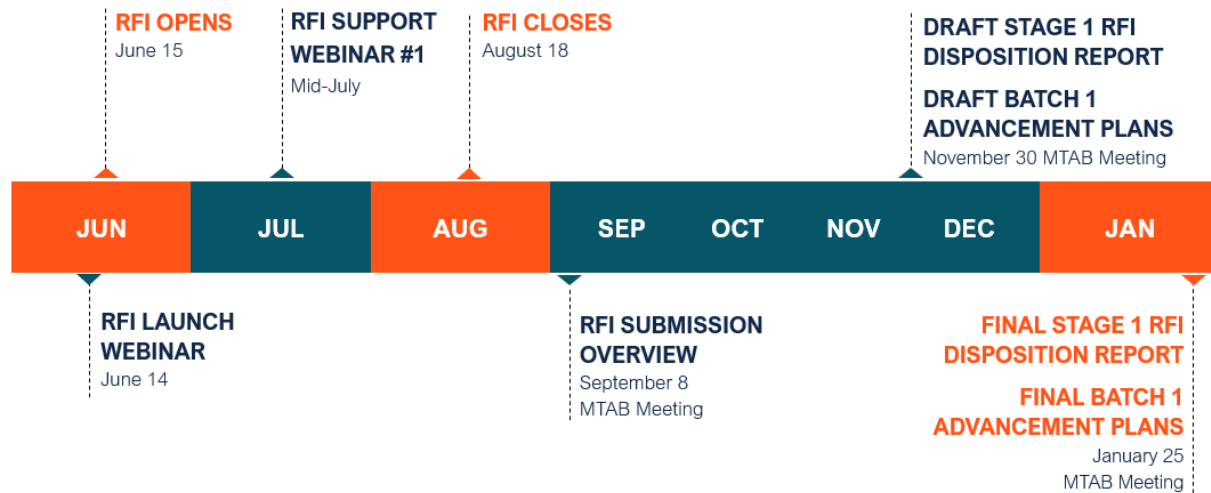 RFI OPENS
June 15
RFI SUPPORT
WEBINAR #1
Mid-July
RFI CLOSES
August 18
DRAFT STAGE 1 RFI
DISPOSITION REPORT
DRAFT BATCH 1
ADVANCEMENT PLANS
November 30 MTAB Meeting
JUN
JUL
AUG
SEP
OCT
NOV
DEC
JAN
RFI LAUNCH
WEBINAR
June 14
RFI SUBMISSION
OVERVIEW
September 8
MTAB Meeting
FINAL STAGE 1 RFI
DISPOSITION REPORT
FINAL BATCH 1
ADVANCEMENT PLANS
January 25
MTAB Meeting